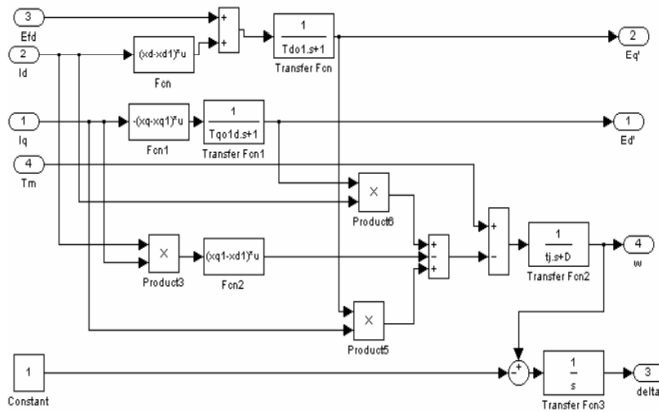 3
Efd
2
Id
(xd-xd1)*u
Fcn
+
+
1
Tdo1.s+1
Transfer Fcn
2
Eq'
1
Iq
-(xq-xq1)*u
Fcn1
1
Tqo1d.s+1
Transfer Fcn1
1
Ed'
4
Tm
×
Product6
×
Product3
(xq1-xd1)*u
Fcn2
+
−
+
+
−
1
tj.s+D
Transfer Fcn2
4
w
×
Product5
1
Constant
+
−
1
s
Transfer Fcn3
3
delta